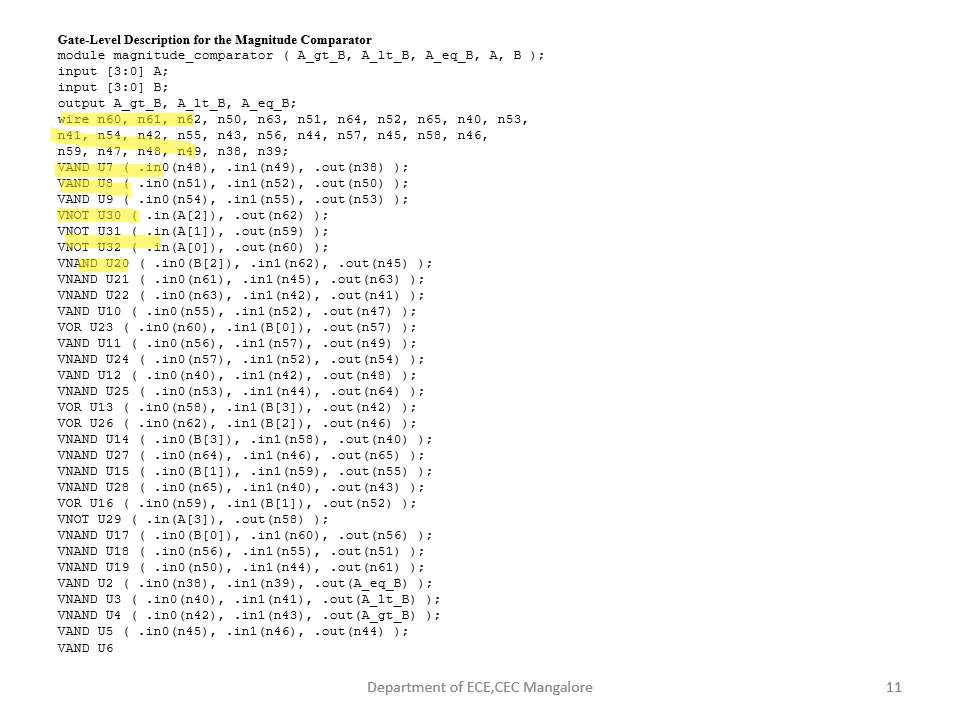 Gate-Level Description for the Magnitude Comparator
module magnitude_comparator ( A_gt_B, A_lt_B, A_eq_B, A, B );
input [3:0] A;
input [3:0] B;
output A_gt_B, A_lt_B, A_eq_B;
wire n60, n61, n62, n50, n63, n51, n64, n52, n65, n40, n53,
n41, n54, n42, n55, n43, n56, n44, n57, n45, n58, n46,
n59, n47, n48, n49, n38, n39;
VAND U7 ( .in0(n48), .in1(n49), .out(n38) );
VAND U8 ( .in0(n51), .in1(n52), .out(n50) );
VAND U9 ( .in0(n54), .in1(n55), .out(n53) );
VNOT U30 ( .in(A[2]), .out(n62) );
VNOT U31 ( .in(A[1]), .out(n59) );
VNOT U32 ( .in(A[0]), .out(n60) );
VNAND U20 ( .in0(B[2]), .in1(n62), .out(n45) );
VNAND U21 ( .in0(n61), .in1(n45), .out(n63) );
VNAND U22 ( .in0(n63), .in1(n42), .out(n41) );
VAND U10 ( .in0(n55), .in1(n52), .out(n47) );
VOR U23 ( .in0(n60), .in1(B[0]), .out(n57) );
VAND U11 ( .in0(n56), .in1(n57), .out(n49) );
VNAND U24 ( .in0(n57), .in1(n52), .out(n54) );
VAND U12 ( .in0(n40), .in1(n42), .out(n48) );
VNAND U25 ( .in0(n53), .in1(n44), .out(n64) );
VOR U13 ( .in0(n58), .in1(B[3]), .out(n42) );
VOR U26 ( .in0(n62), .in1(B[2]), .out(n46) );
VNAND U14 ( .in0(B[3]), .in1(n58), .out(n40) );
VNAND U27 ( .in0(n64), .in1(n46), .out(n65) );
VNAND U15 ( .in0(B[1]), .in1(n59), .out(n55) );
VNAND U28 ( .in0(n65), .in1(n40), .out(n43) );
VOR U16 ( .in0(n59), .in1(B[1]), .out(n52) );
VNOT U29 ( .in(A[3]), .out(n58) );
VNAND U17 ( .in0(B[0]), .in1(n60), .out(n56) );
VNAND U18 ( .in0(n56), .in1(n55), .out(n51) );
VNAND U19 ( .in0(n50), .in1(n44), .out(n61) );
VAND U2 ( .in0(n38), .in1(n39), .out(A_eq_B) );
VNAND U3 ( .in0(n40), .in1(n41), .out(A_lt_B) );
VNAND U4 ( .in0(n42), .in1(n43), .out(A_gt_B) );
VAND U5 ( .in0(n45), .in1(n46), .out(n44) );
VAND U6
Department of ECE,CEC Mangalore
11